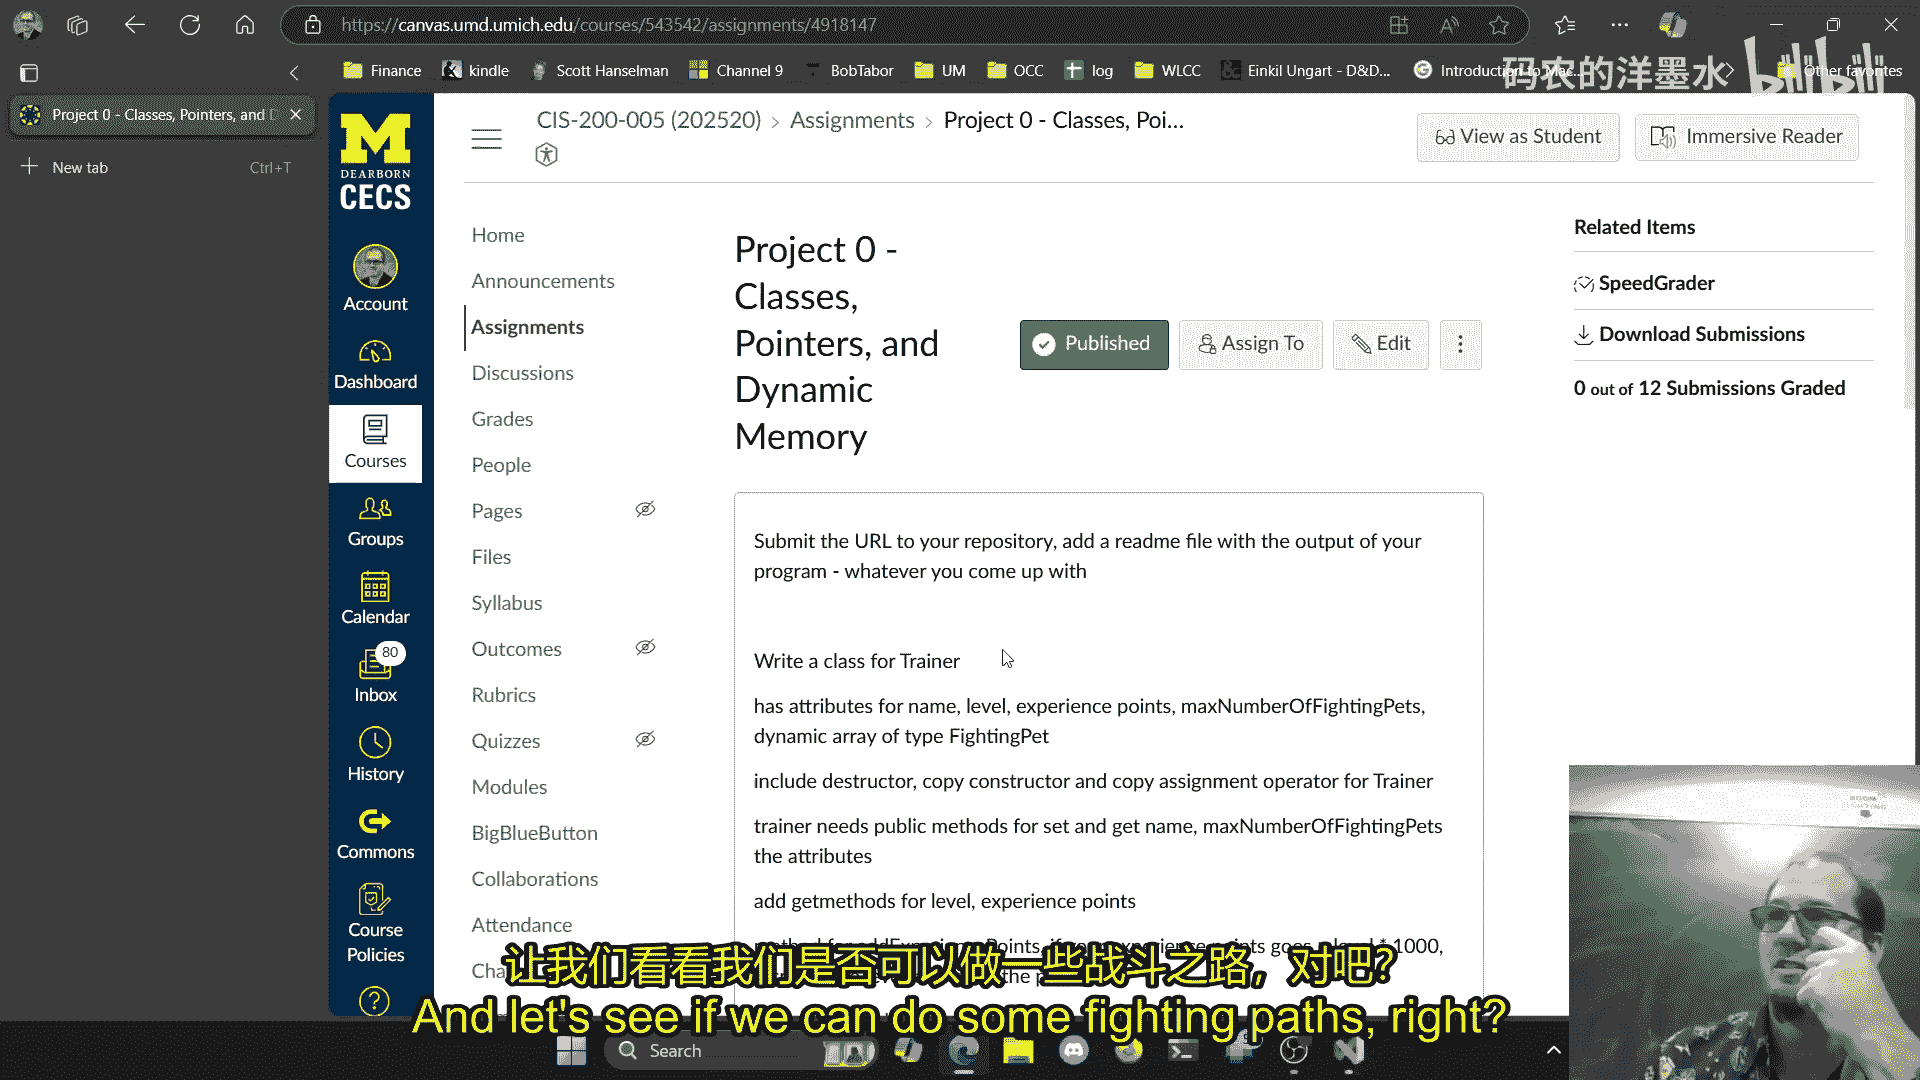 https://canvas.umd.umich.edu/courses/543542/assignments/4918147
Finance
kindle
Scott Hanselman
Channel 9
BobTabor
UM
OCC
log
WLCC
Einkil Ungart - D&D...
Introduction to Mac...
Other favorites
码农的洋墨水
bilibili
Project 0 - Classes, Pointers, and D
New tab
Ctrl+T
M
DEARBORN
CECS
Account
Dashboard
Courses
Groups
Calendar
80
Inbox
History
Commons
Course
Policies
CIS-200-005 (202520) › Assignments › Project 0 - Classes, Poi...
View as Student
Immersive Reader
Home
Announcements
Assignments
Discussions
Grades
People
Pages
Files
Syllabus
Outcomes
Rubrics
Quizzes
Modules
BigBlueButton
Collaborations
Attendance
Project 0 -
Classes,
Pointers, and
Dynamic
Memory
Published
Assign To
Edit
Related Items
SpeedGrader
Download Submissions
0 out of 12 Submissions Graded
Submit the URL to your repository, add a readme file with the output of your
program - whatever you come up with
Write a class for Trainer
has attributes for name, level, experience points, maxNumberOfFightingPets,
dynamic array of type FightingPet
include destructor, copy constructor and copy assignment operator for Trainer
trainer needs public methods for set and get name, maxNumberOfFightingPets
the attributes
add getmethods for level, experience points
1000,
让我们看看我们是否可以做一些战斗之路，对吧？
And let's see if we can do some fighting paths, right?
Search